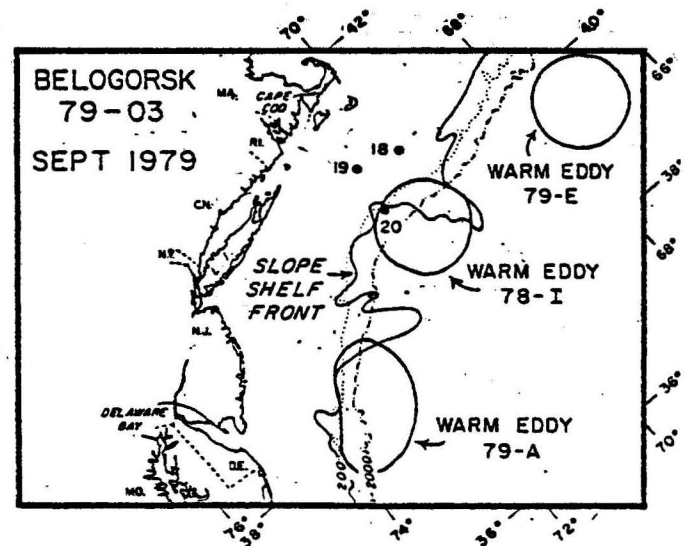 70° 42° 68° 40°
66°
BELOGORSK
79-03
SEPT 1979
MA.
CAPE
COD
R.I.
18
19
WARM EDDY
79-E
38°
CN.
20
68°
N.Y.
SLOPE
SHELF
FRONT
WARM EDDY
78-I
N.J.
36°
DELAWARE
BAY
WARM EDDY
79-A
70°
D.E.
MD.
200
2000
76° 38° 74° 36° 72°